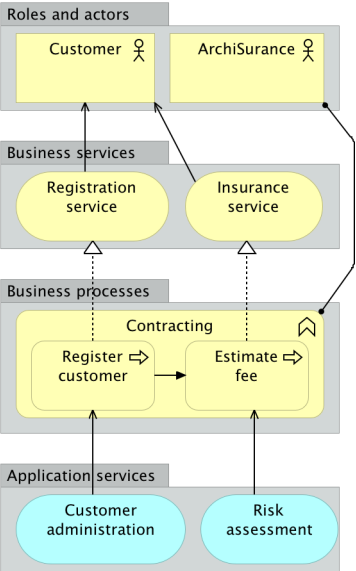 Roles and actors
Customer
ArchiSurance
Business services
Registration
service
Insurance
service
Business processes
Contracting
Register
customer
Estimate
fee
Application services
Customer
administration
Risk
assessment